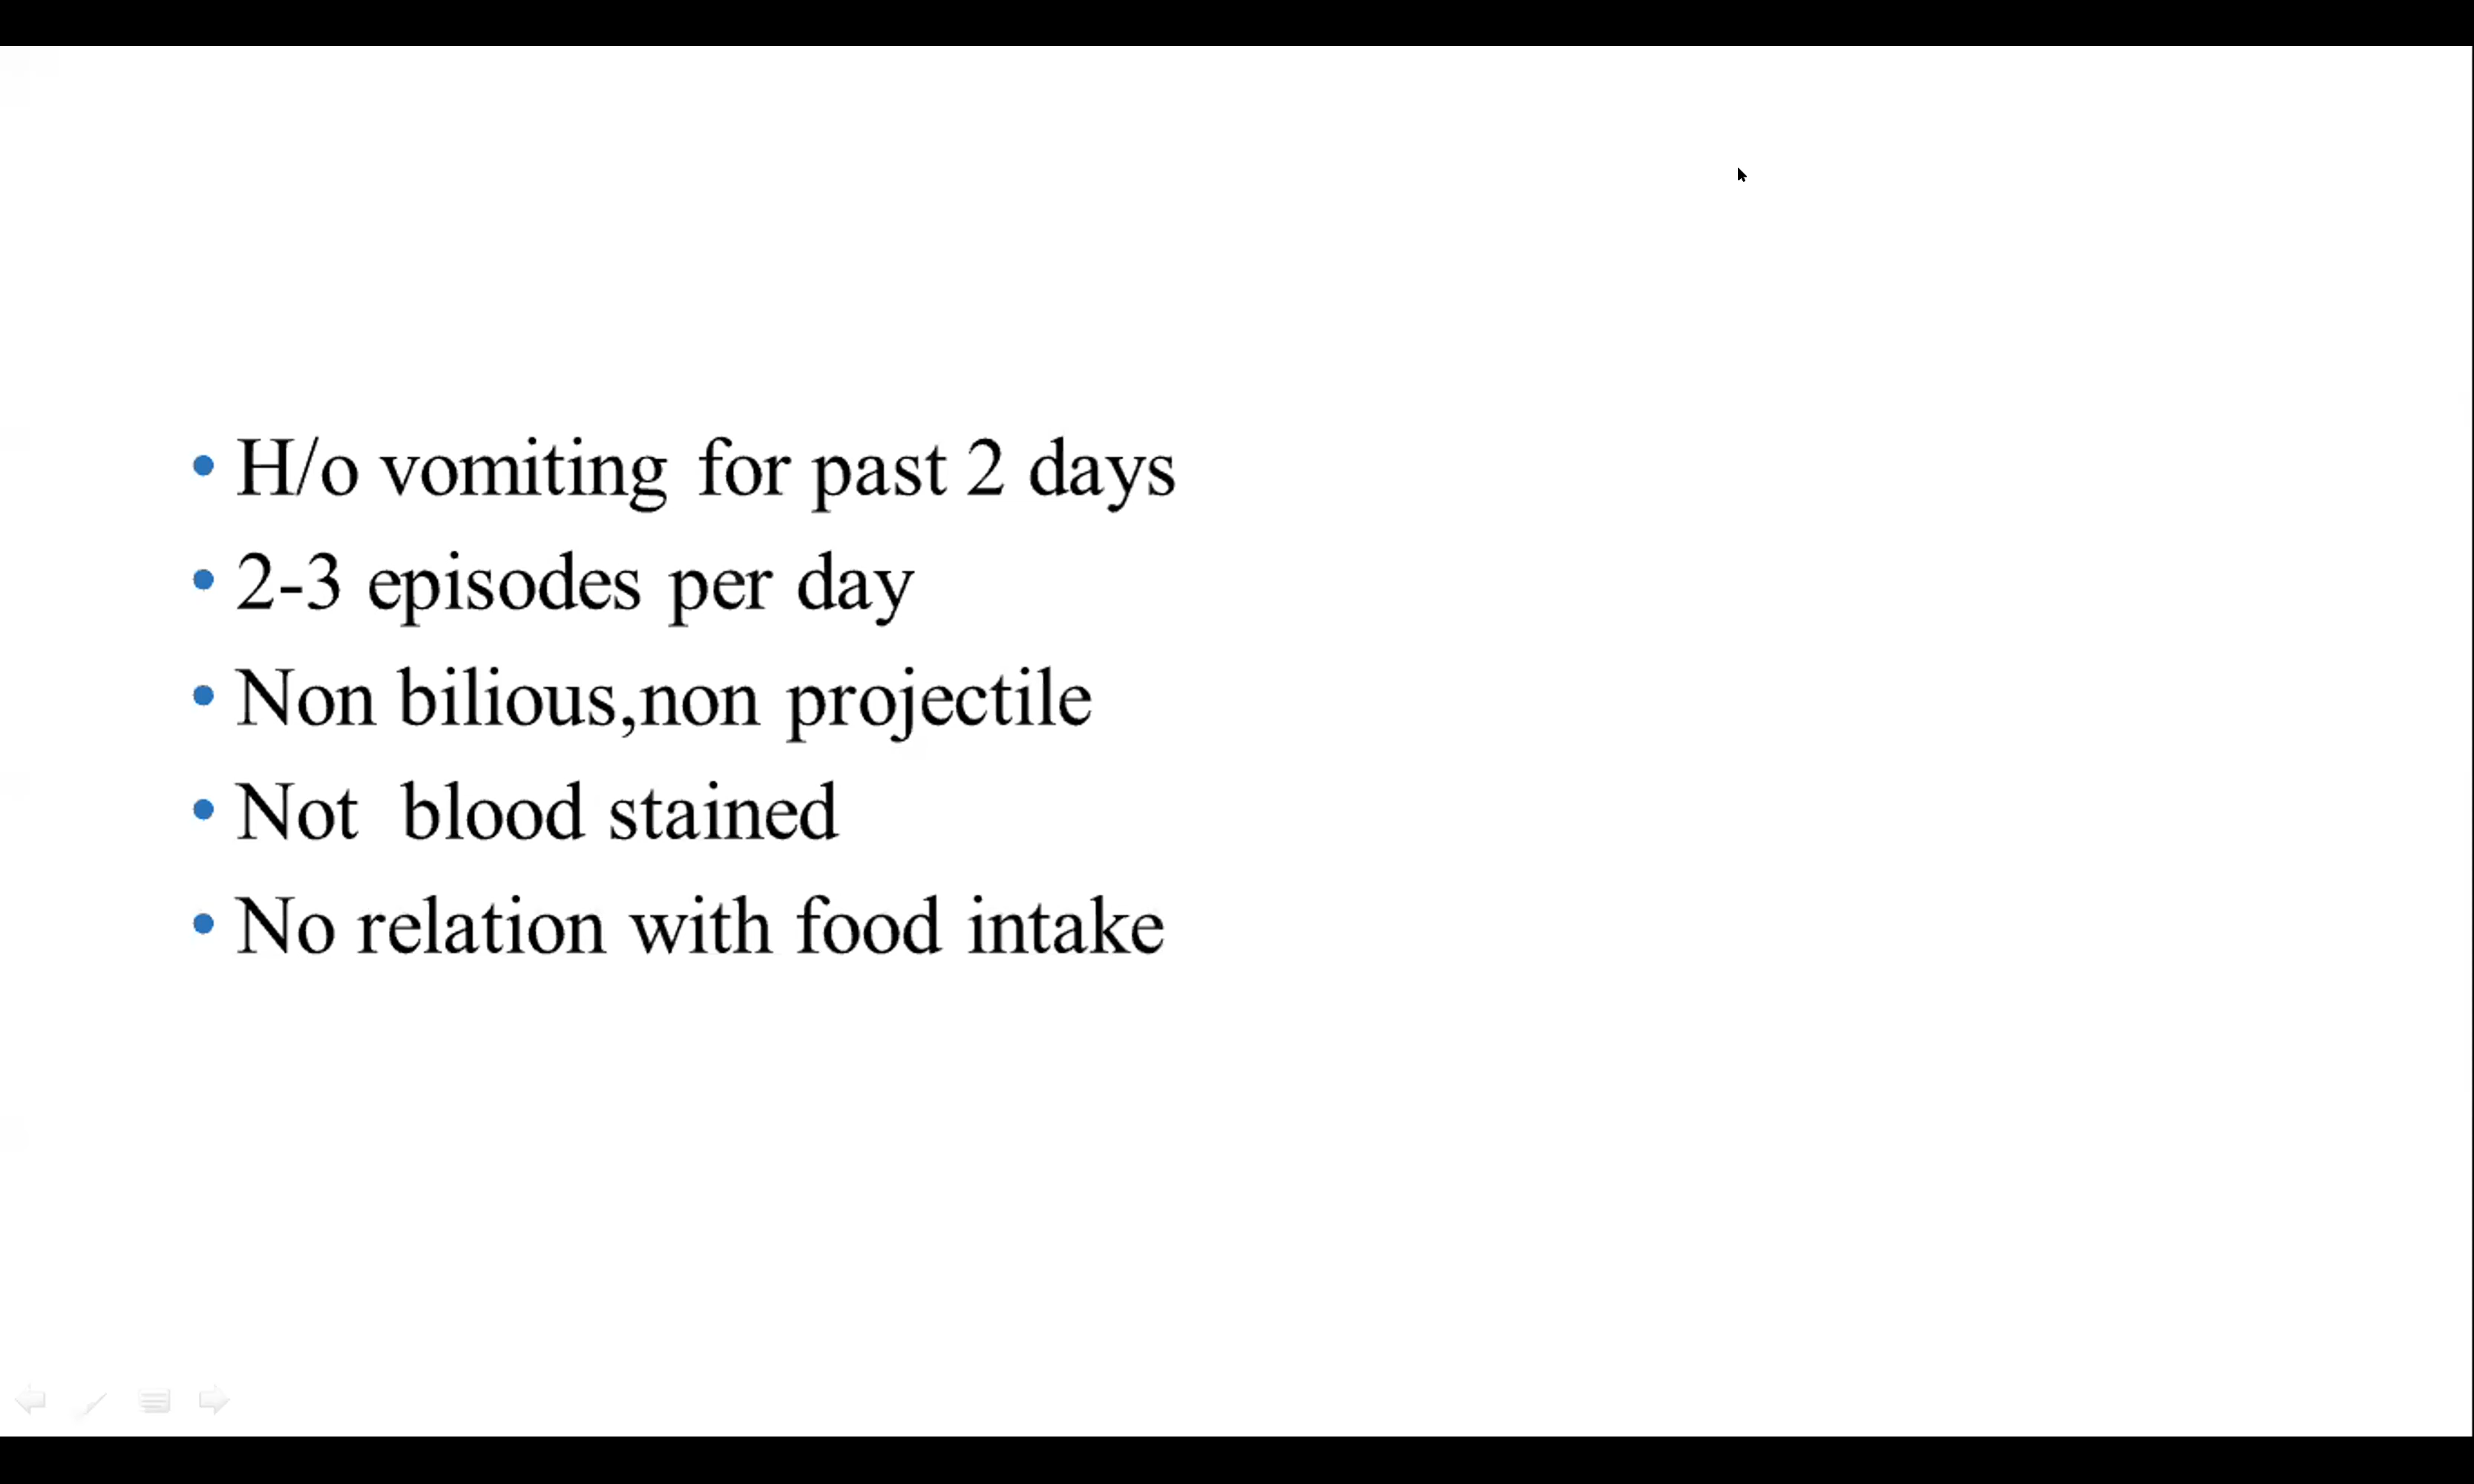 • H/o vomiting for past 2 days
• 2-3 episodes per day
• Non bilious,non projectile
• Not blood stained
• No relation with food intake